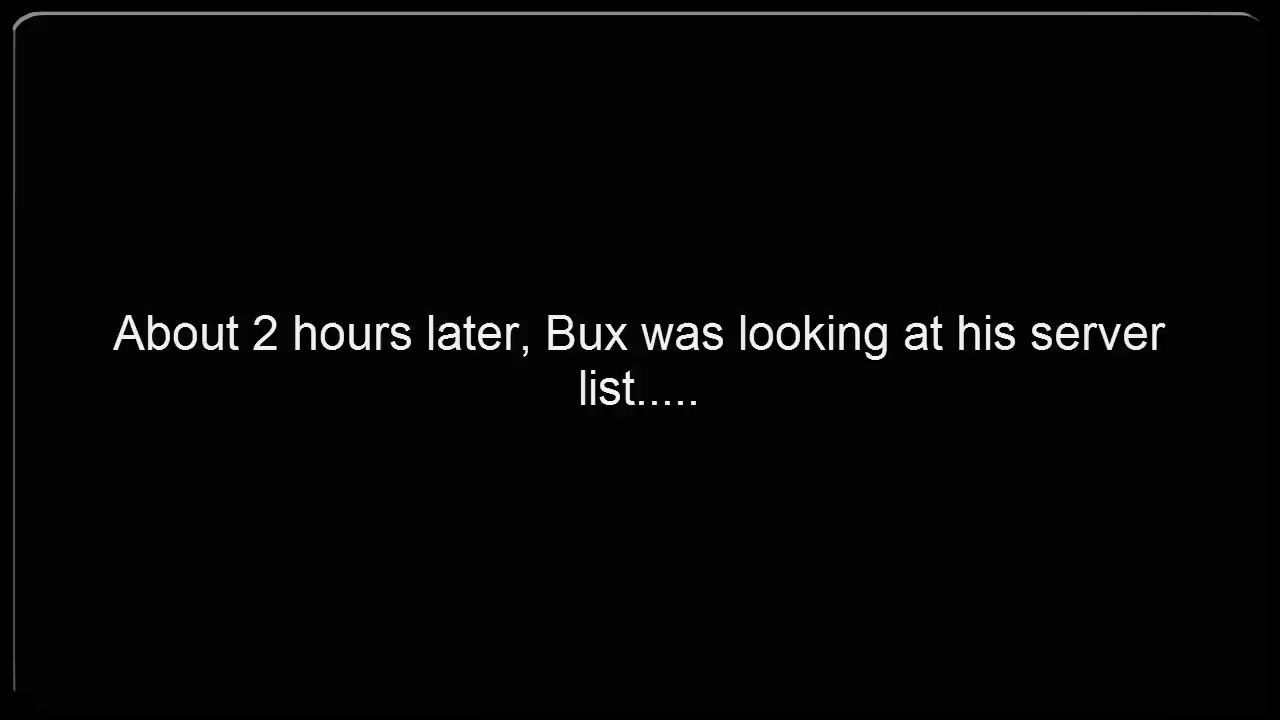 About 2 hours later, Bux was looking at his server
list.....